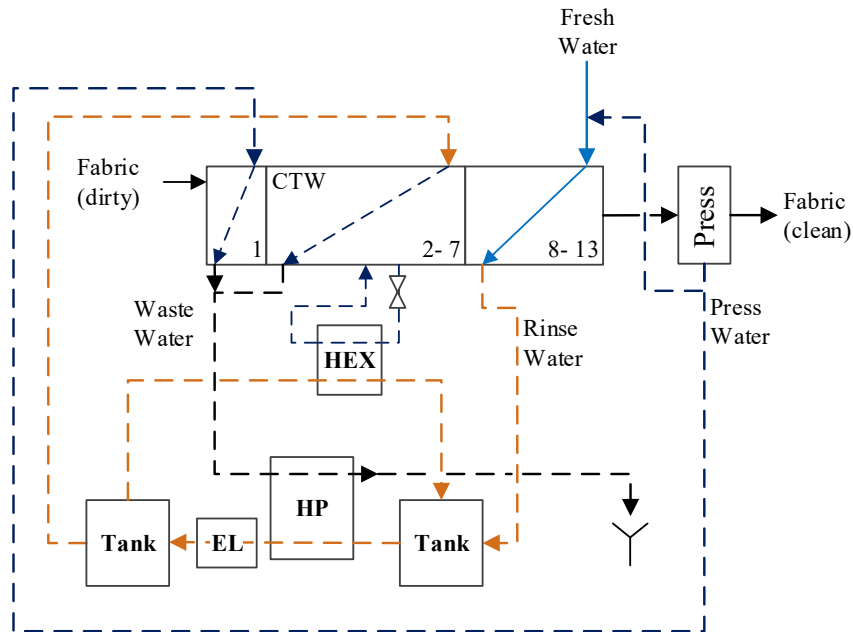 Fresh
Water
Fabric
(dirty)
CTW
1
2- 7
8- 13
Press
Fabric
(clean)
Waste
Water
HEX
Rinse
Water
Press
Water
HP
Tank
EL
Tank